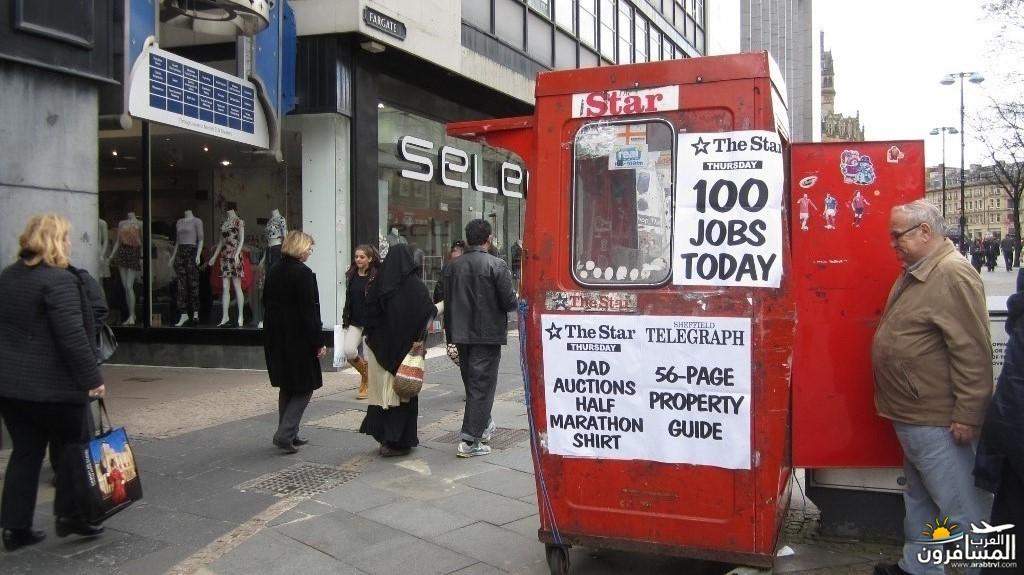 FARGATE
sele
Star
The Star
THURSDAY
100
JOBS
TODAY
The Star
The Star
THURSDAY
DAD
AUCTIONS
HALF
MARATHON
SHIRT
SHEFFIELD
TELEGRAPH
56-PAGE
PROPERTY
GUIDE
real
العرب
المسافرون
www.arabtrvl.com